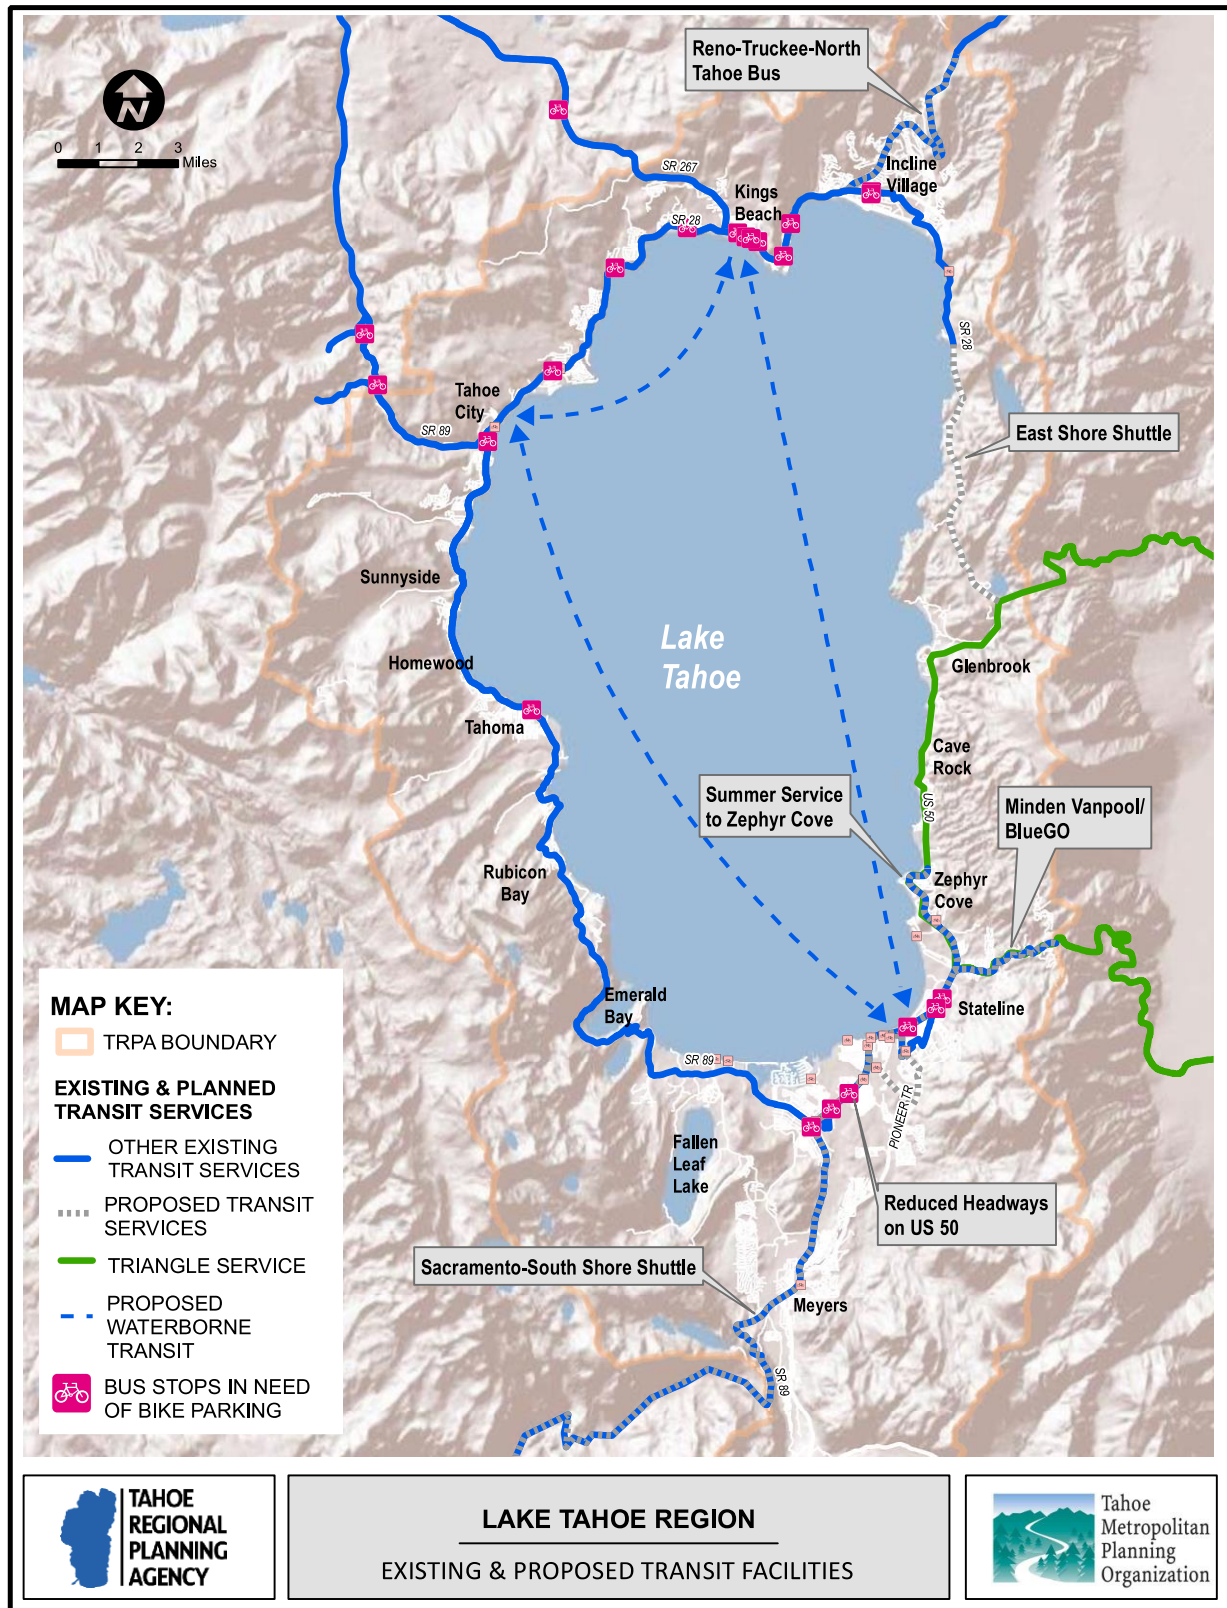 Reno-Truckee-North
Tahoe Bus
N
0 1 2 3
Miles
SR 267
Incline
Village
Kings
Beach
SR 28
SR 28
Tahoe
City
SR 89
East Shore Shuttle
Sunnyside
Lake
Tahoe
Homewood
Glenbrook
Tahoma
Cave
Rock
Summer Service
to Zephyr Cove
US 50
Minden Vanpool/
BlueGO
Rubicon
Bay
Zephyr
Cove
Emerald
Bay
Stateline
SR 89
PIONEER TR
Fallen
Leaf
Lake
Reduced Headways
on US 50
Sacramento-South Shore Shuttle
Meyers
SR 89
MAP KEY:
TRPA BOUNDARY
EXISTING & PLANNED
TRANSIT SERVICES
OTHER EXISTING
TRANSIT SERVICES
PROPOSED TRANSIT
SERVICES
TRIANGLE SERVICE
PROPOSED
WATERBORNE
TRANSIT
BUS STOPS IN NEED
OF BIKE PARKING
TAHOE
REGIONAL
PLANNING
AGENCY
LAKE TAHOE REGION
EXISTING & PROPOSED TRANSIT FACILITIES
Tahoe
Metropolitan
Planning
Organization